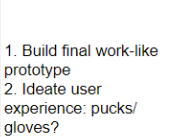 1. Build final work-like
prototype
2. Ideate user
experience: pucks/
gloves?